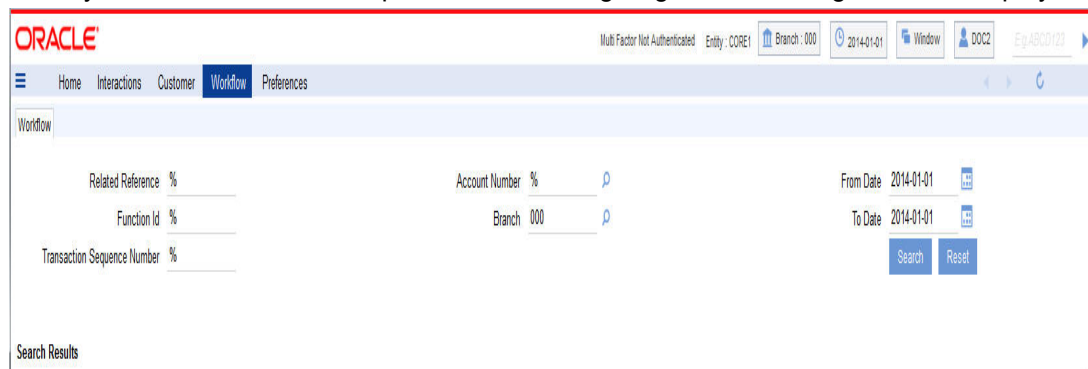 ORACLE
Multi Factor Not Authenticated Entity : CORE1 Branch : 000 2014-01-01 Window DOC2 E.g.ABCD123
Home Interactions Customer Workflow Preferences
Workflow
Related Reference % Account Number % From Date 2014-01-01
Function Id % Branch 000 To Date 2014-01-01
Transaction Sequence Number % Search Reset
Search Results